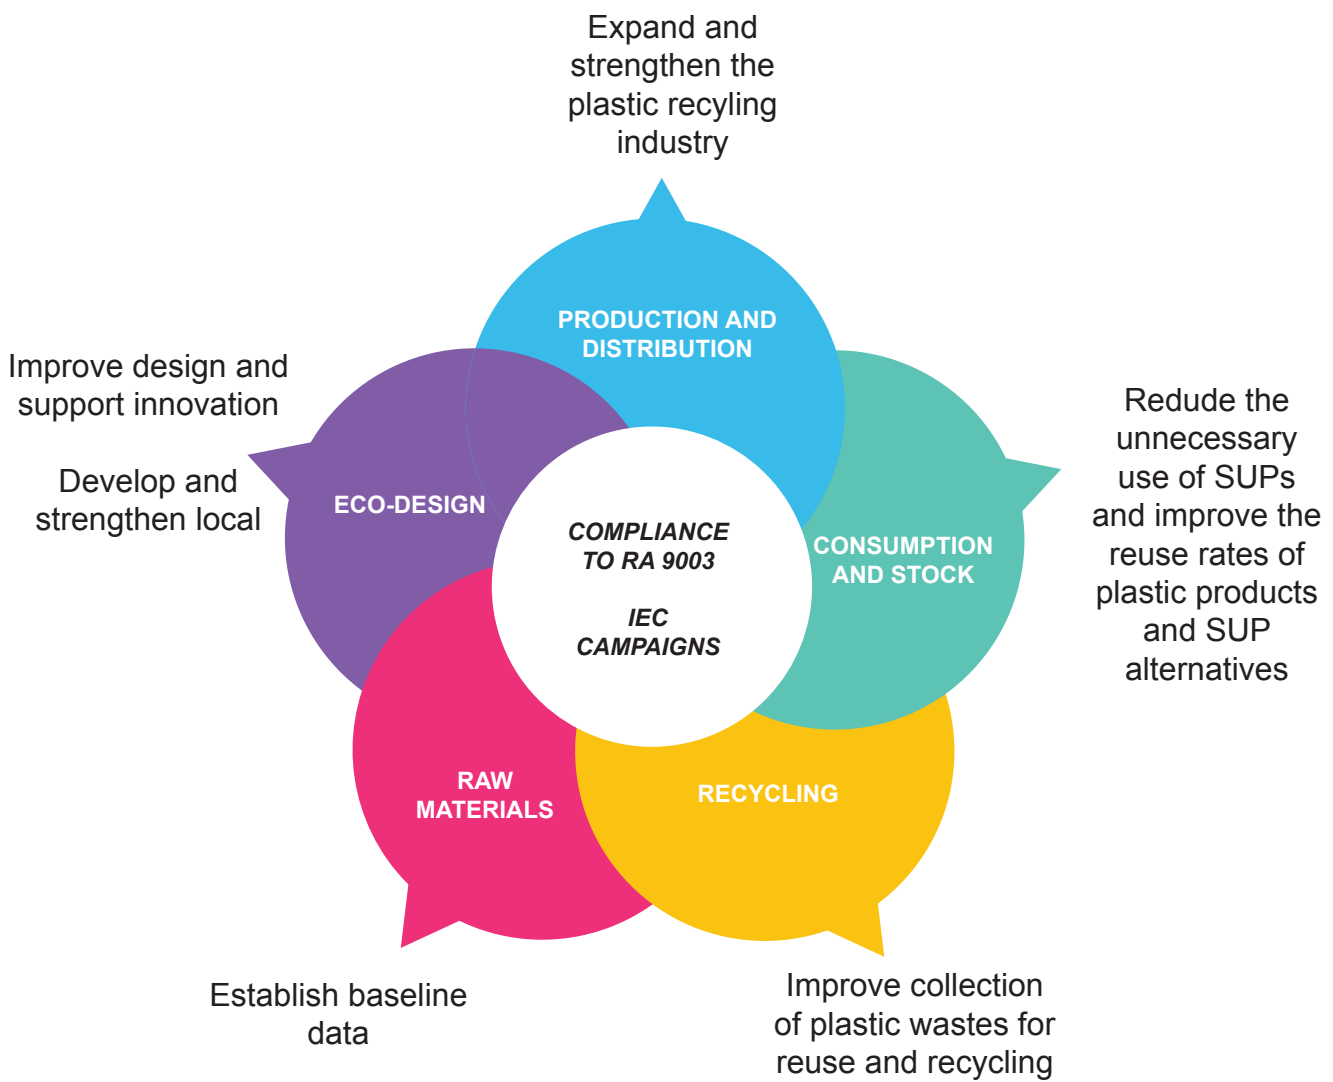 Expand and
strengthen the
plastic recyling
industry
PRODUCTION AND
DISTRIBUTION
Improve design and
support innovation
Develop and
strengthen local
ECO-DESIGN
COMPLIANCE
TO RA 9003
IEC
CAMPAIGNS
CONSUMPTION
AND STOCK
Redude the
unnecessary
use of SUPs
and improve the
reuse rates of
plastic products
and SUP
alternatives
RAW
MATERIALS
RECYCLING
Establish baseline
data
Improve collection
of plastic wastes for
reuse and recycling